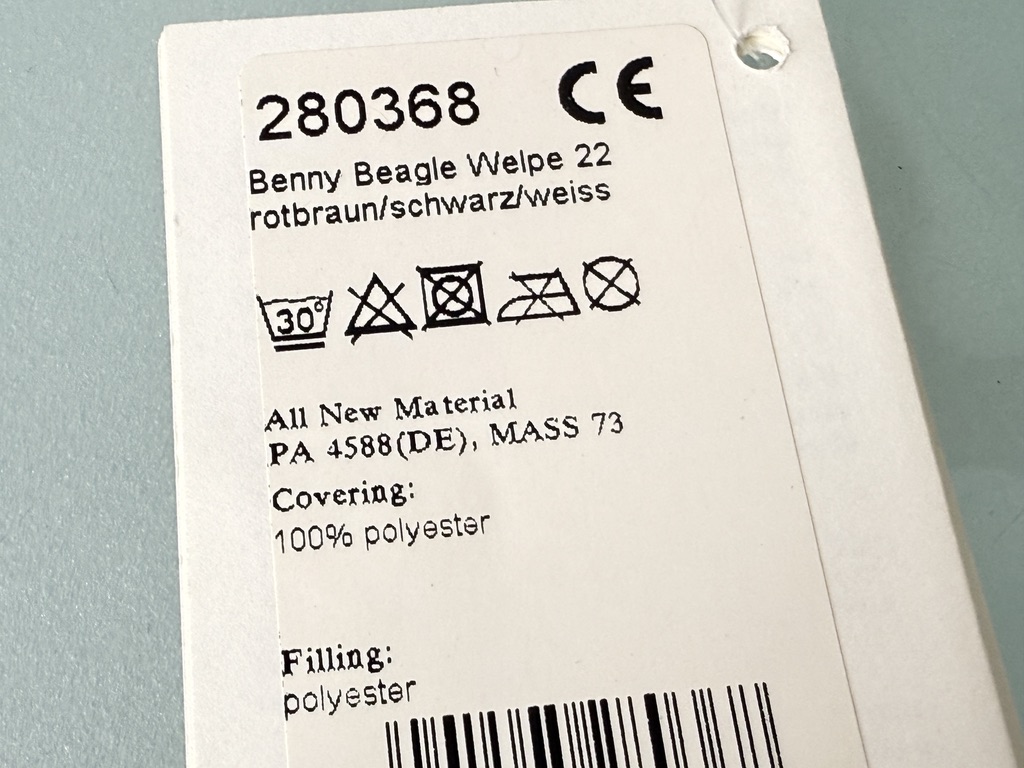 280368 CE
Benny Beagle Welpe 22
rotbraun/schwarz/weiss
30°
All New Material
PA 4588(DE), MASS 73
Covering:
100% polyester
Filling:
polyester